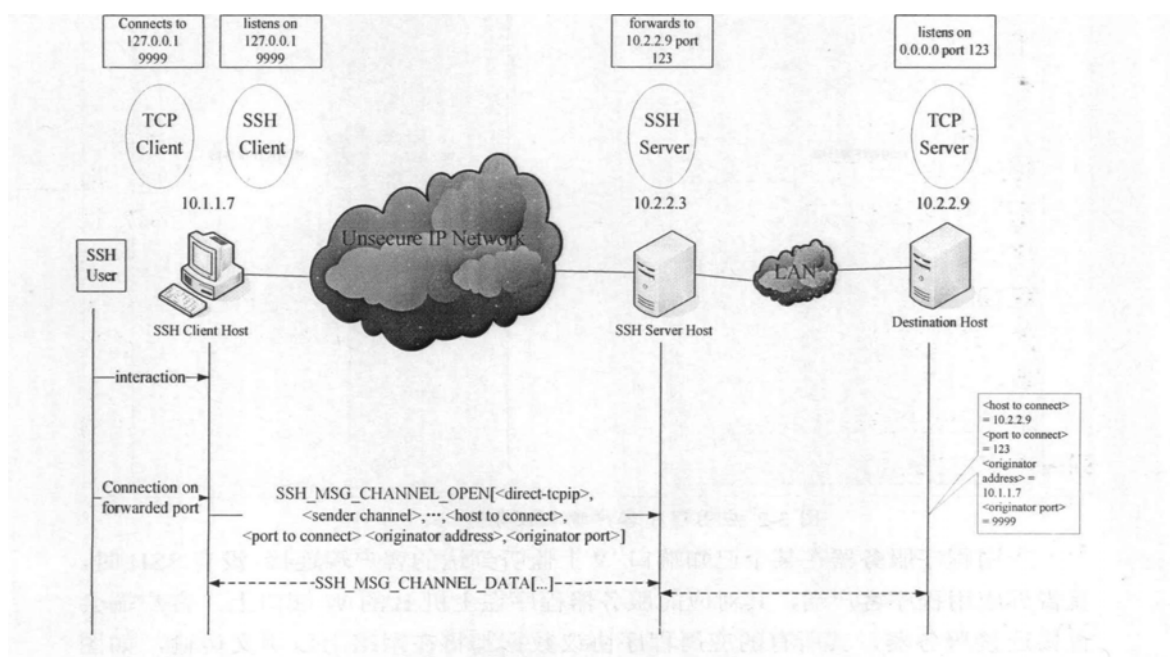 Connects to
127.0.0.1
9999
listens on
127.0.0.1
9999
forwards to
10.2.2.9 port
123
listens on
0.0.0.0 port 123
TCP
Client
SSH
Client
SSH
Server
TCP
Server
10.1.1.7
10.2.2.3
10.2.2.9
SSH
User
Unsecure IP Network
LAN
SSH Client Host
SSH Server Host
Destination Host
interaction
<host to connect>
= 10.2.2.9
<port to connect>
= 123
<originator
address> =
10.1.1.7
<originator port>
= 9999
Connection on
forwarded port
SSH_MSG_CHANNEL_OPEN[<direct-tcpip>,
<sender channel>,...,<host to connect>,
<port to connect> <originator address>,<originator port>]
SSH_MSG_CHANNEL_DATA[...]